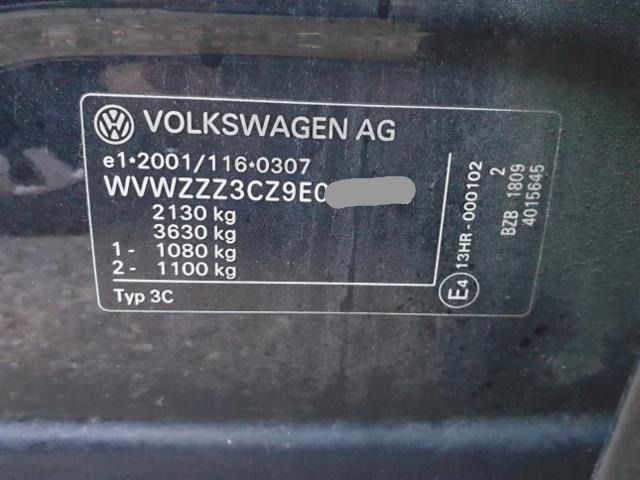 VOLKSWAGEN AG
e1*2001/116*0307
WVWZZZ3CZ9E0
2130 kg
3630 kg
1- 1080 kg
2- 1100 kg
Typ 3C
E4
13HR-000102
2
BZB 1809
4015645